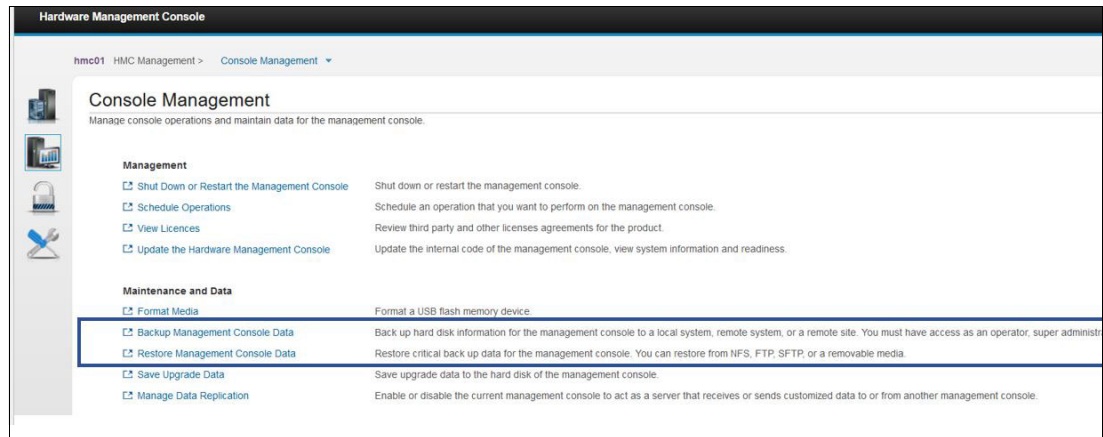 Hardware Management Console
hmc01 HMC Management > Console Management
Console Management
Manage console operations and maintain data for the management console.
Management
Shut Down or Restart the Management Console Shut down or restart the management console.
Schedule Operations Schedule an operation that you want to perform on the management console.
View Licences Review third party and other licenses agreements for the product.
Update the Hardware Management Console Update the internal code of the management console, view system information and readiness.
Maintenance and Data
Format Media Format a USB flash memory device.
Backup Management Console Data Back up hard disk information for the management console to a local system, remote system, or a remote site. You must have access as an operator, super administr
Restore Management Console Data Restore critical back up data for the management console. You can restore from NFS, FTP, SFTP, or a removable media.
Save Upgrade Data Save upgrade data to the hard disk of the management console.
Manage Data Replication Enable or disable the current management console to act as a server that receives or sends customized data to or from another management console.